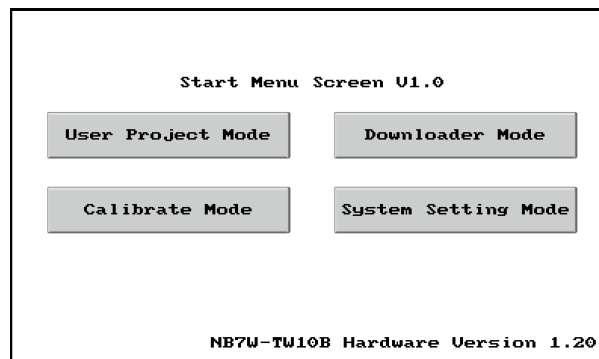 Start Menu Screen V1.0
User Project Mode
Downloader Mode
Calibrate Mode
System Setting Mode
NB7W-TW10B Hardware Version 1.20